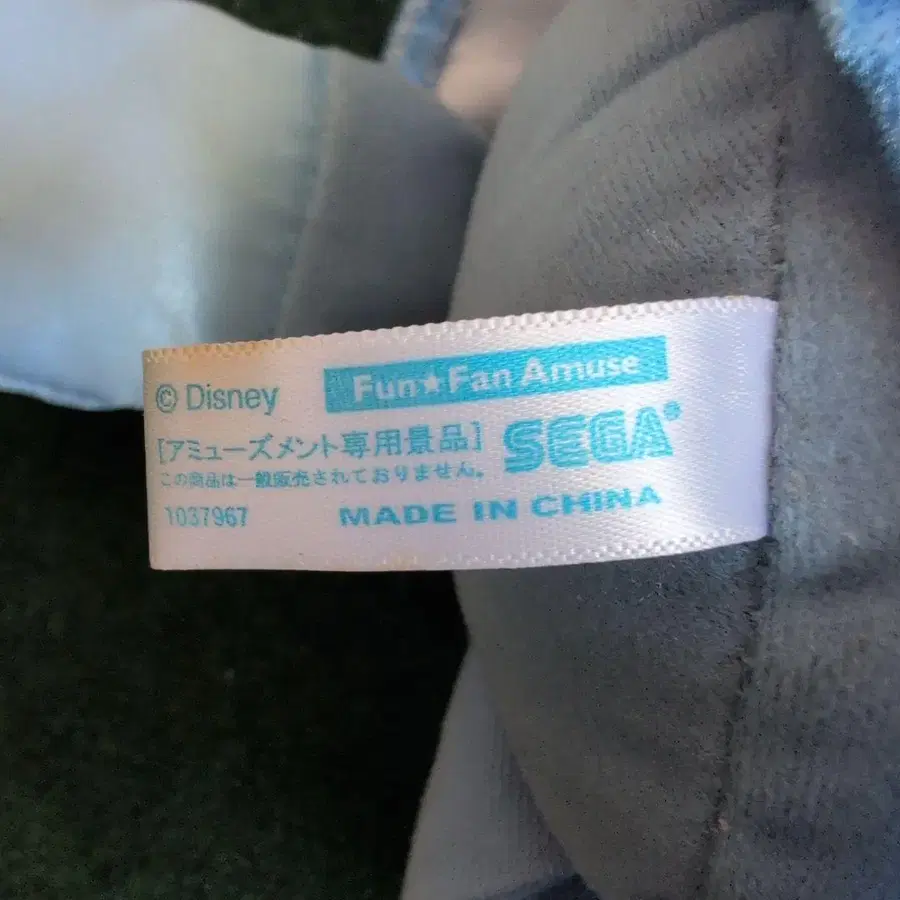 © Disney
Fun★Fan Amuse
[アミューズメント専用景品]
SEGA®
この商品は一般販売されておりません。
1037967
MADE IN CHINA